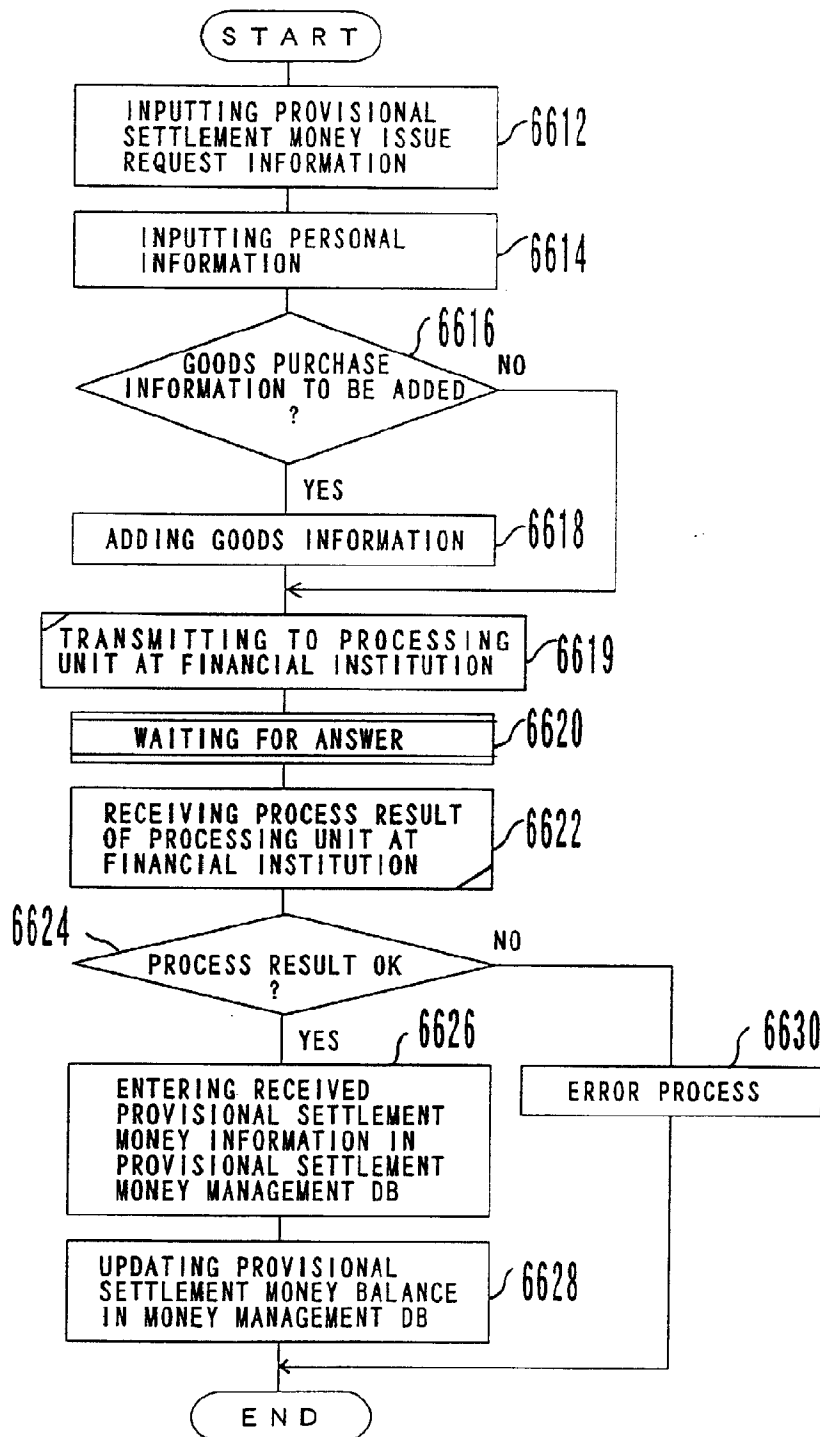 START
INPUTTING PROVISIONAL
SETTLEMENT MONEY ISSUE
REQUEST INFORMATION
6612
INPUTTING PERSONAL
INFORMATION
6614
6616
GOODS PURCHASE
INFORMATION TO BE ADDED
?
NO
YES
ADDING GOODS INFORMATION
6618
TRANSMITTING TO PROCESSING
UNIT AT FINANCIAL INSTITUTION
6619
WAITING FOR ANSWER
6620
RECEIVING PROCESS RESULT
OF PROCESSING UNIT AT
FINANCIAL INSTITUTION
6622
6624
PROCESS RESULT OK
?
NO
YES
6626
ENTERING RECEIVED
PROVISIONAL SETTLEMENT
MONEY INFORMATION IN
PROVISIONAL SETTLEMENT
MONEY MANAGEMENT DB
6630
ERROR PROCESS
UPDATING PROVISIONAL
SETTLEMENT MONEY BALANCE
IN MONEY MANAGEMENT DB
6628
END